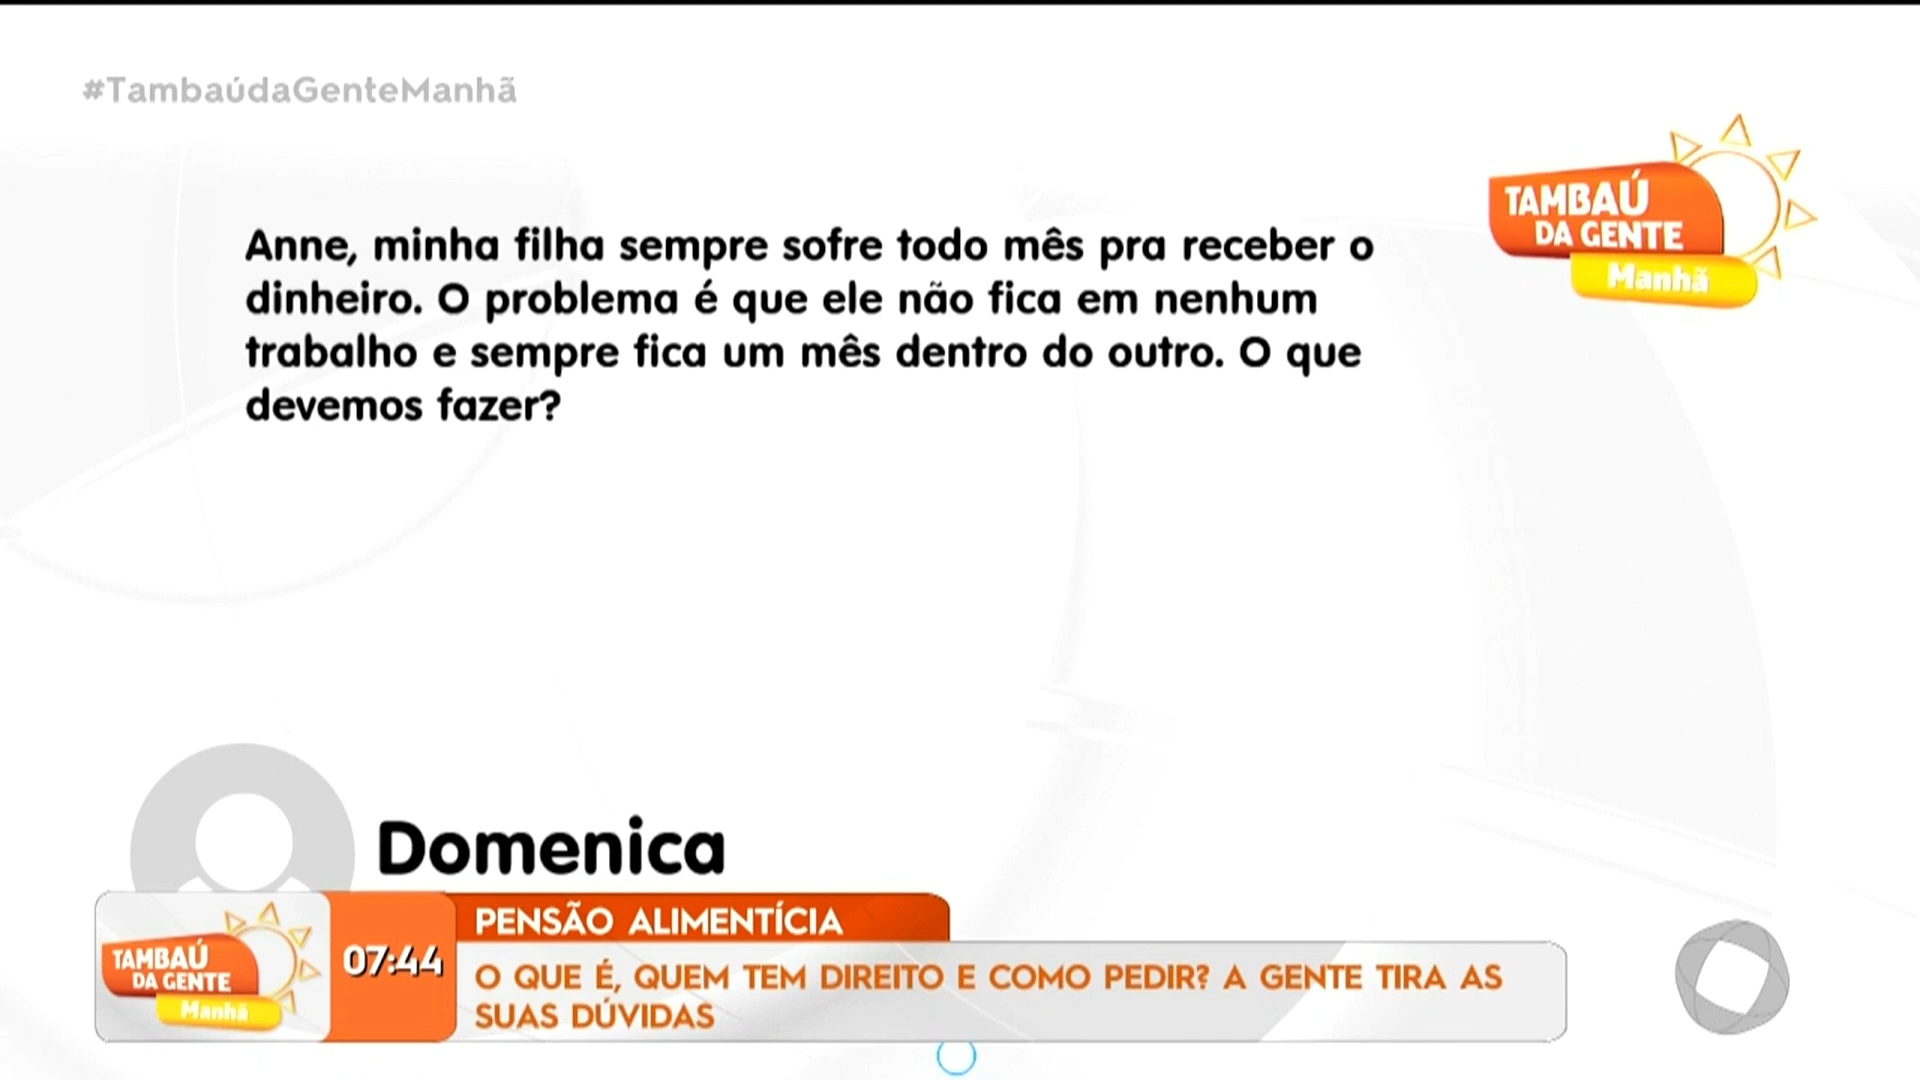 #TambaúdaGenteManhã
TAMBAÚ
DA GENTE
Manhã
Anne, minha filha sempre sofre todo mês pra receber o
dinheiro. O problema é que ele não fica em nenhum
trabalho e sempre fica um mês dentro do outro. O que
devemos fazer?
Domenica
TAMBAÚ
DA GENTE
Manhã
07:44
PENSÃO ALIMENTÍCIA
O QUE É, QUEM TEM DIREITO E COMO PEDIR? A GENTE TIRA AS
SUAS DÚVIDAS